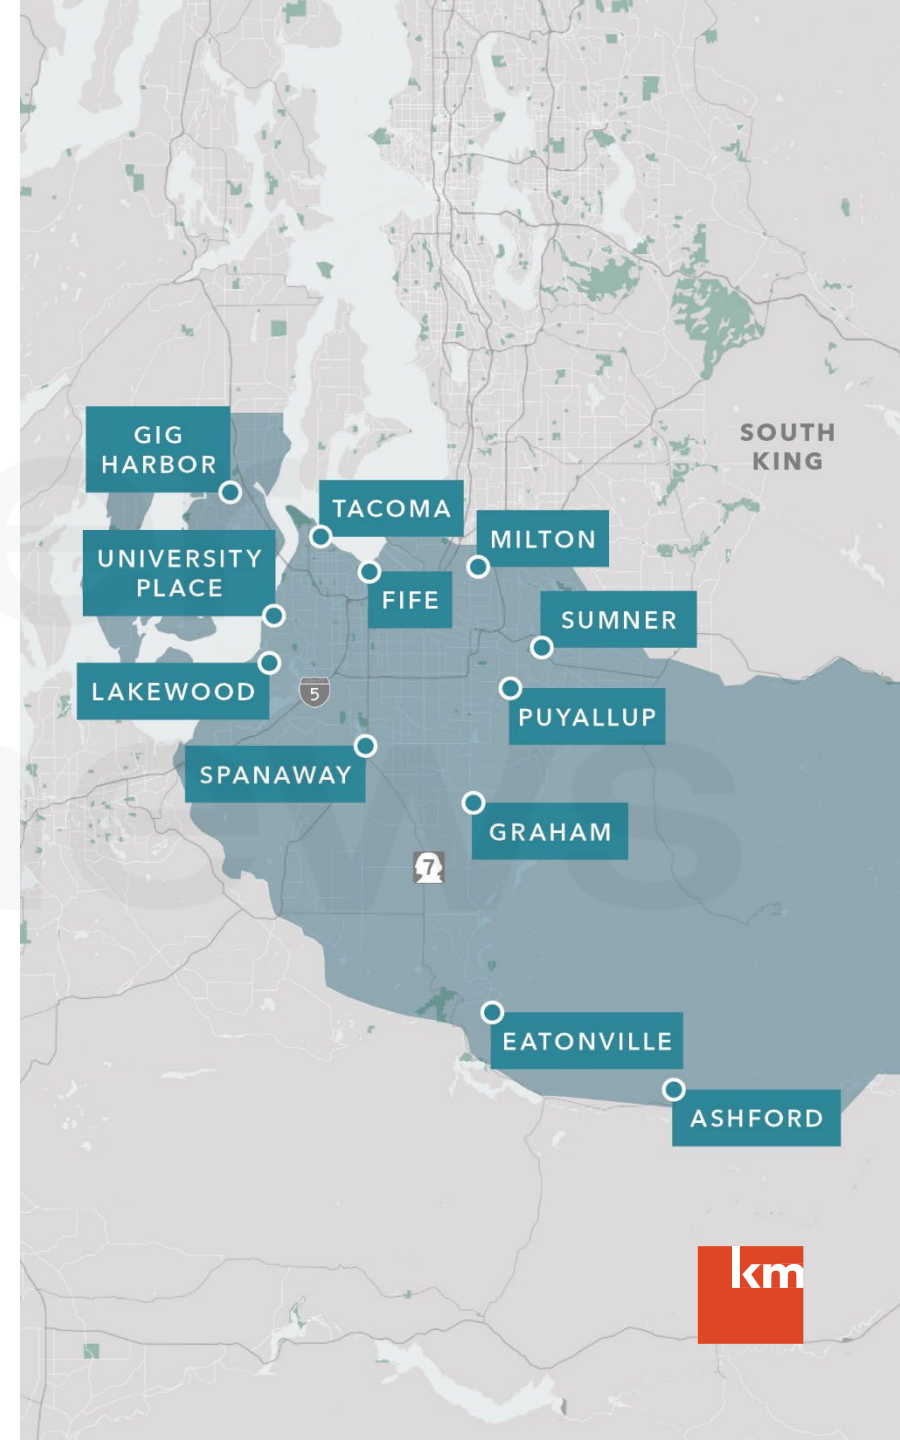 SOUTH
KING
GIG
HARBOR
TACOMA
MILTON
UNIVERSITY
PLACE
FIFE
SUMNER
LAKEWOOD
5
PUYALLUP
SPANAWAY
GRAHAM
7
EATONVILLE
ASHFORD
km
news